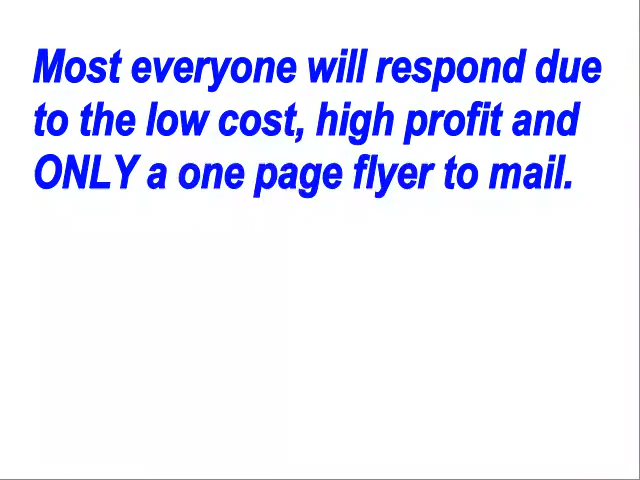 Most everyone will respond due
to the low cost, high profit and
ONLY a one page flyer to mail.